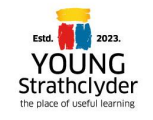 Estd. 2023.
YOUNG
Strathclyder
the place of useful learning